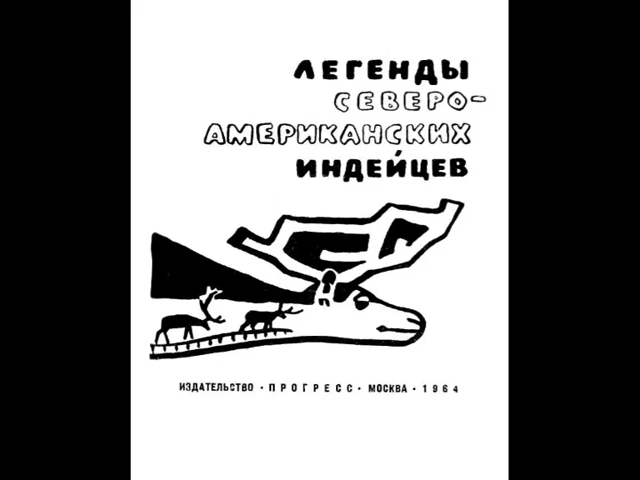 ЛЕГЕНДЫ
СЕВЕРО-
АМЕРИКАНСКИХ
ИНДЕЙЦЕВ
ИЗДАТЕЛЬСТВО · ПРОГРЕСС · МОСКВА · 1964